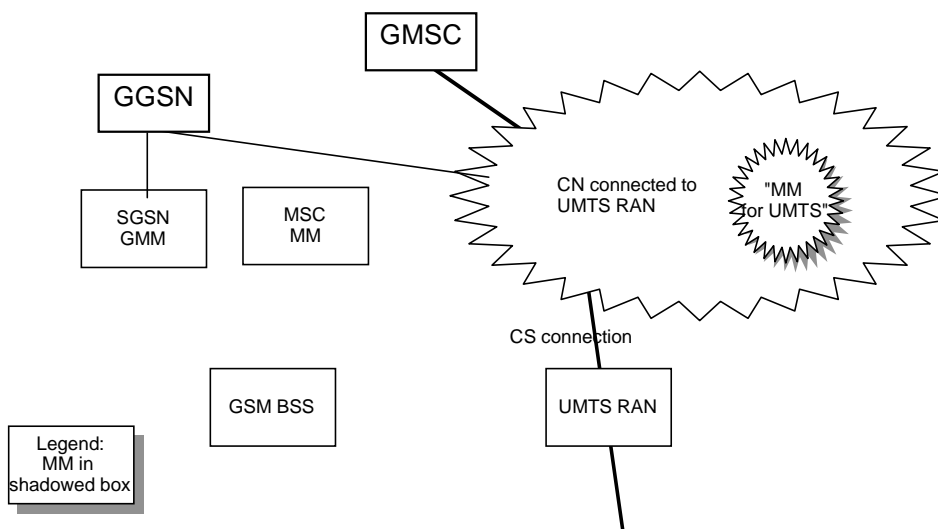 GMSC
GGSN
CN connected to
UMTS RAN
"MM
for UMTS"
SGSN
GMM
MSC
MM
CS connection
GSM BSS
UMTS RAN
Legend:
MM in
shadowed box